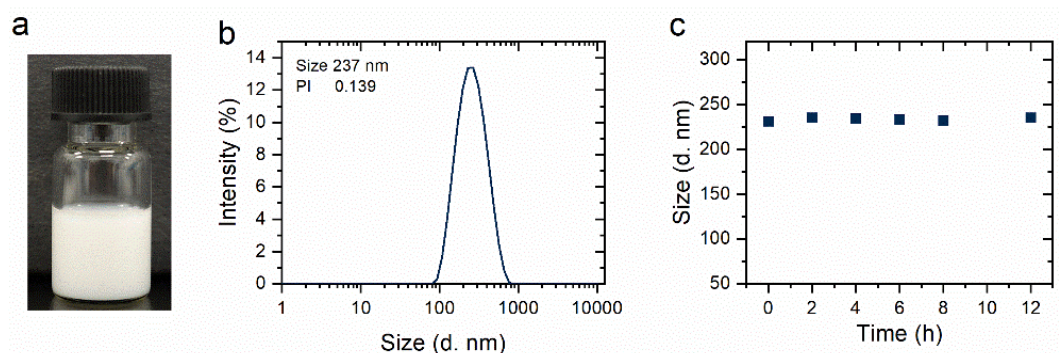 a
b
Size 237 nm
PI 0.139
14
12
10
8
6
4
2
0
Intensity (%)
1 10 100 1000 10000
Size (d. nm)
c
300
250
200
150
100
50
Size (d. nm)
0 2 4 6 8 10 12
Time (h)